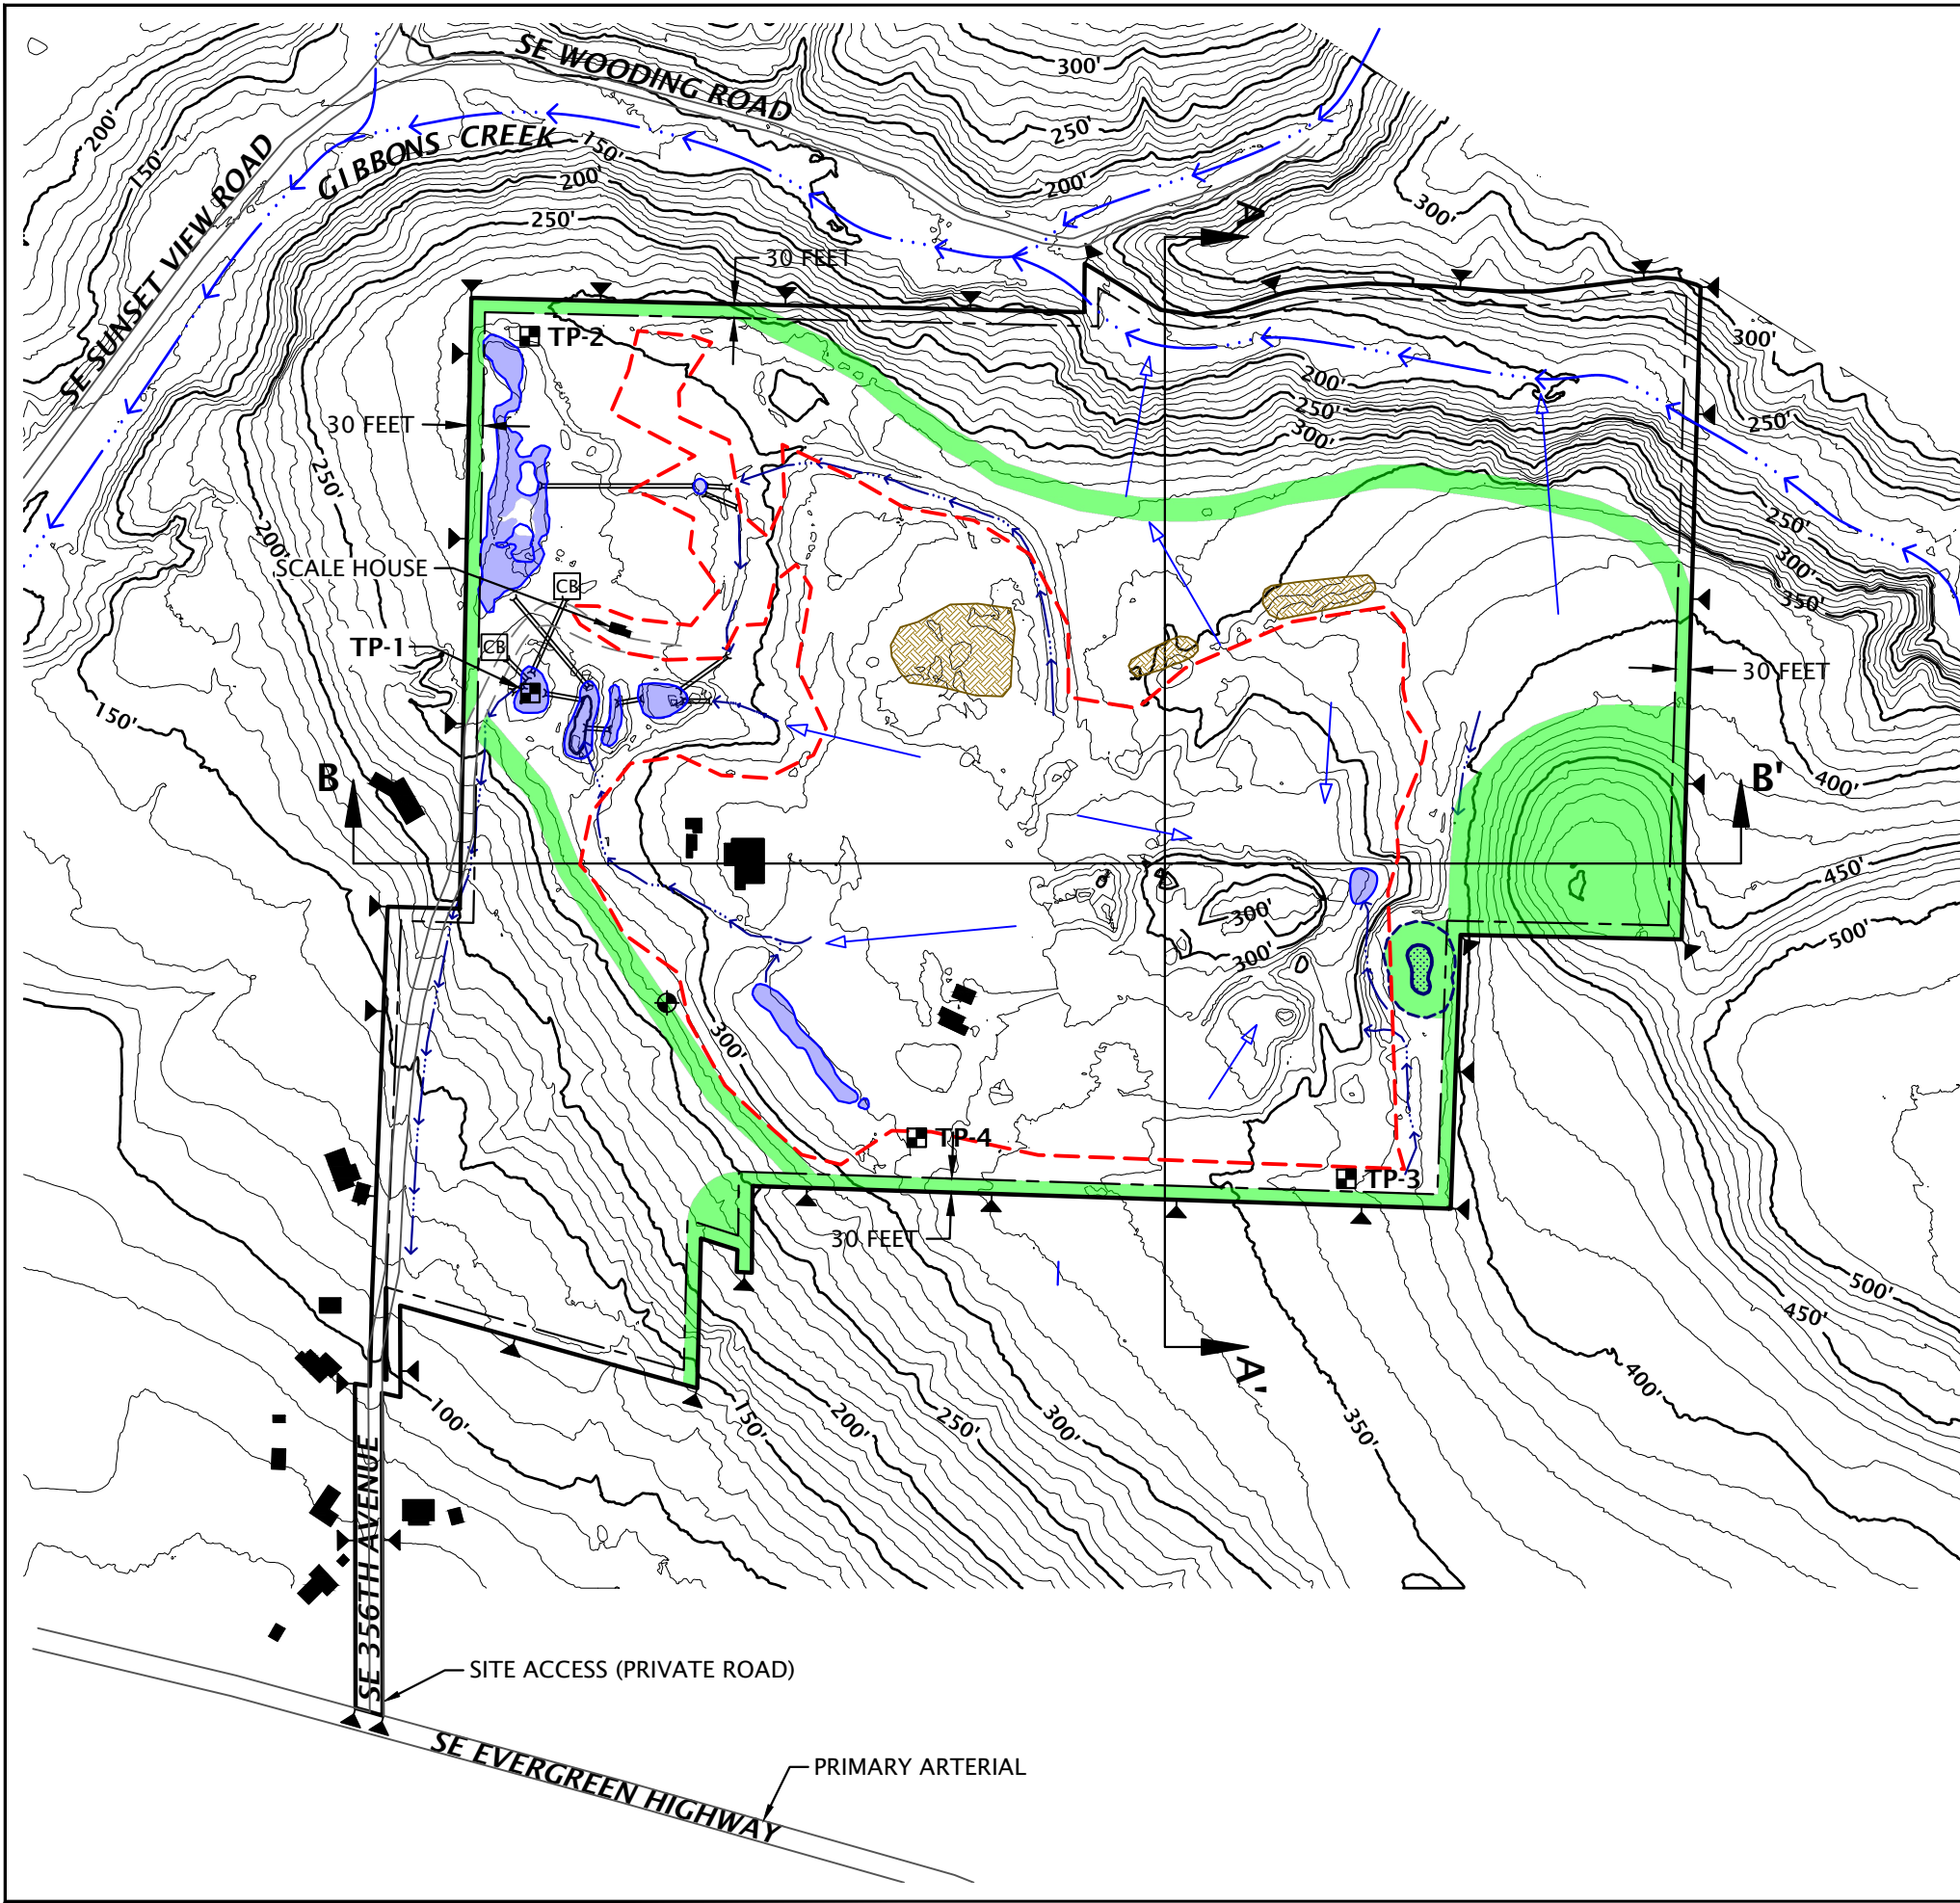 SE WOODING ROAD
300'
200'
250'
150'
GIBBONS CREEK
150'
200'
200'
250'
300'
SE SUNSET VIEW ROAD
30 FEET
A
300'
TP-2
200'
250'
250'
300'
30 FEET
250'
250'
300'
200'
SCALE HOUSE
CB
350'
TP-1
CB
30 FEET
150'
B
B'
400'
450'
300'
500'
300'
300'
TP-4
TP-3
30 FEET
500'
450'
400'
A'
100'
150'
200'
250'
300'
350'
SE 356TH AVENUE
SITE ACCESS (PRIVATE ROAD)
SE EVERGREEN HIGHWAY
PRIMARY ARTERIAL